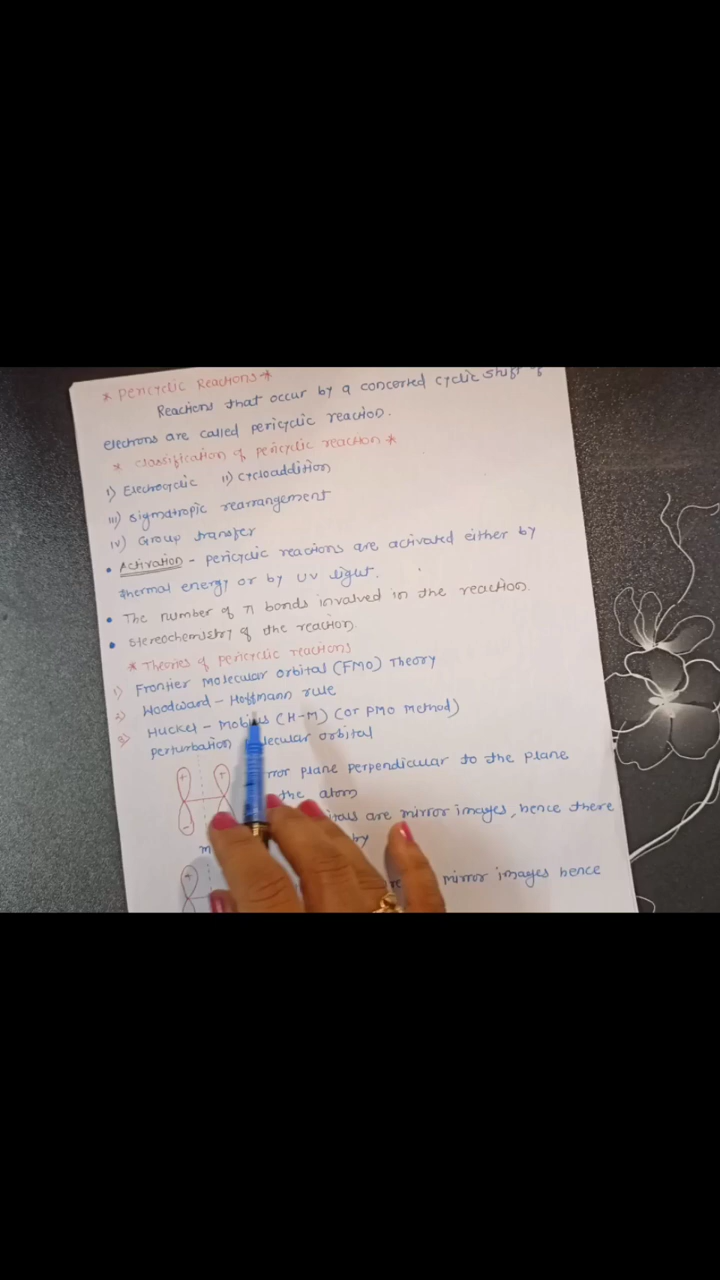 * Pericyclic Reactions *
Reactions that occur by a concerted cyclic shift of
electrons are called pericyclic reaction.
* Classification of pericyclic reaction *
i) Electrocyclic ii) Cycloaddition
iii) Sigmatropic rearrangement
iv) Group transfer
• Activation - Pericyclic reactions are activated either by
thermal energy or by UV light.
• The number of π bonds involved in the reaction.
• Stereochemistry of the reaction.
* Theories of pericyclic reactions
1) Frontier Molecular orbital (FMO) Theory
2) Woodward - Hoffmann rule
3) Huckel - Mobius (H-M) (or PMO Method)
perturbation molecular orbital
+ + plane perpendicular to the plane
- the atom
are mirror images, hence there
m by
+ mirror images hence